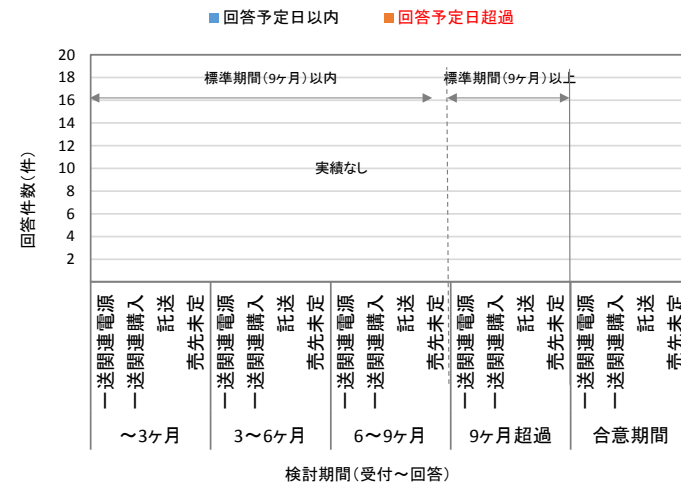 回答予定日以内 回答予定日超過
20
標準期間(9ヶ月)以内 標準期間(9ヶ月)以上
18
16
14
12
10
実績なし
8
6
4
2
回答件数(件)
一送関連電源 一送関連購入 託送 売先未定 一送関連電源 一送関連購入 託送 売先未定 一送関連電源 一送関連購入 託送 売先未定 一送関連電源 一送関連購入 託送 売先未定 一送関連電源 一送関連購入 託送 売先未定
～3ヶ月 3～6ヶ月 6～9ヶ月 9ヶ月超過 合意期間
検討期間(受付～回答)